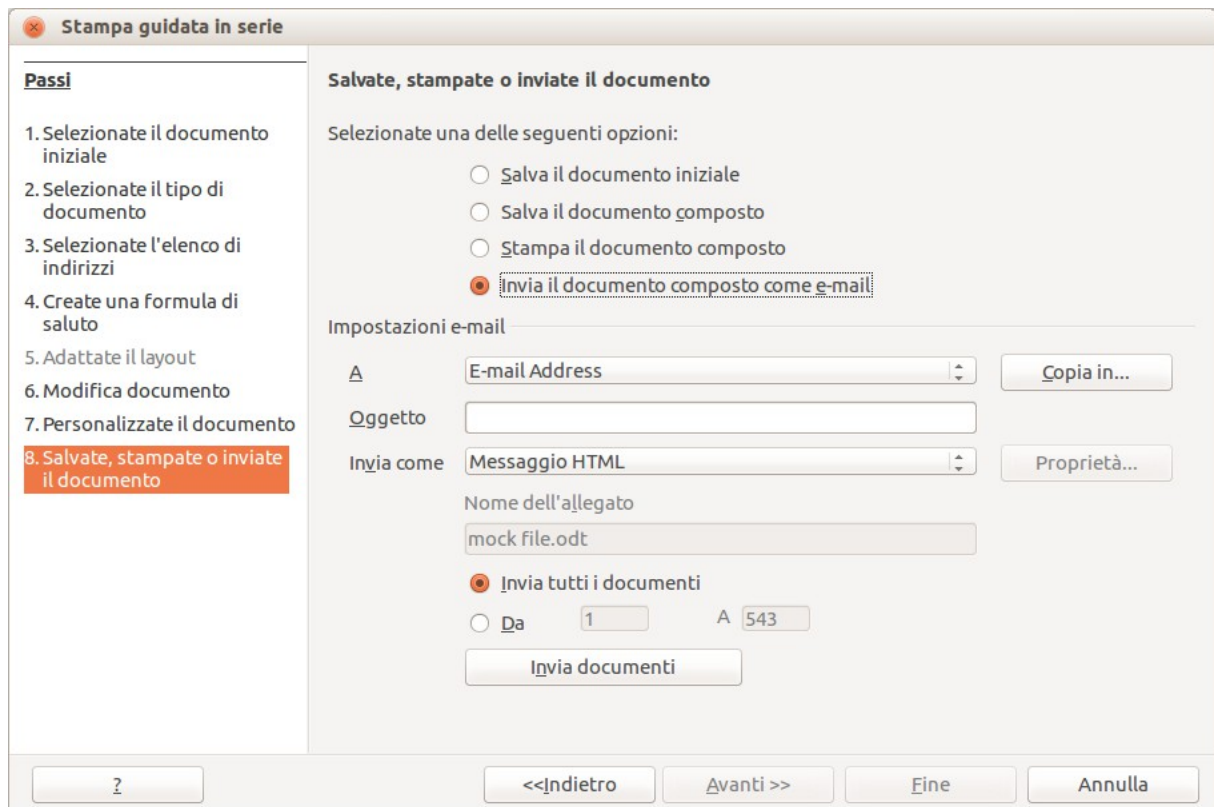 Stampa guidata in serie
Passi
1. Selezionate il documento
iniziale
2. Selezionate il tipo di
documento
3. Selezionate l'elenco di
indirizzi
4. Create una formula di
saluto
5. Adattate il layout
6. Modifica documento
7. Personalizzate il documento
8. Salvate, stampate o inviate
il documento
Salvate, stampate o inviate il documento
Selezionate una delle seguenti opzioni:
Salva il documento iniziale
Salva il documento composto
Stampa il documento composto
Invia il documento composto come e-mail
Impostazioni e-mail
A E-mail Address Copia in...
Oggetto
Invia come Messaggio HTML Proprietà...
Nome dell'allegato
mock file.odt
Invia tutti i documenti
Da 1 A 543
Invia documenti
? <<Indietro Avanti >> Fine Annulla